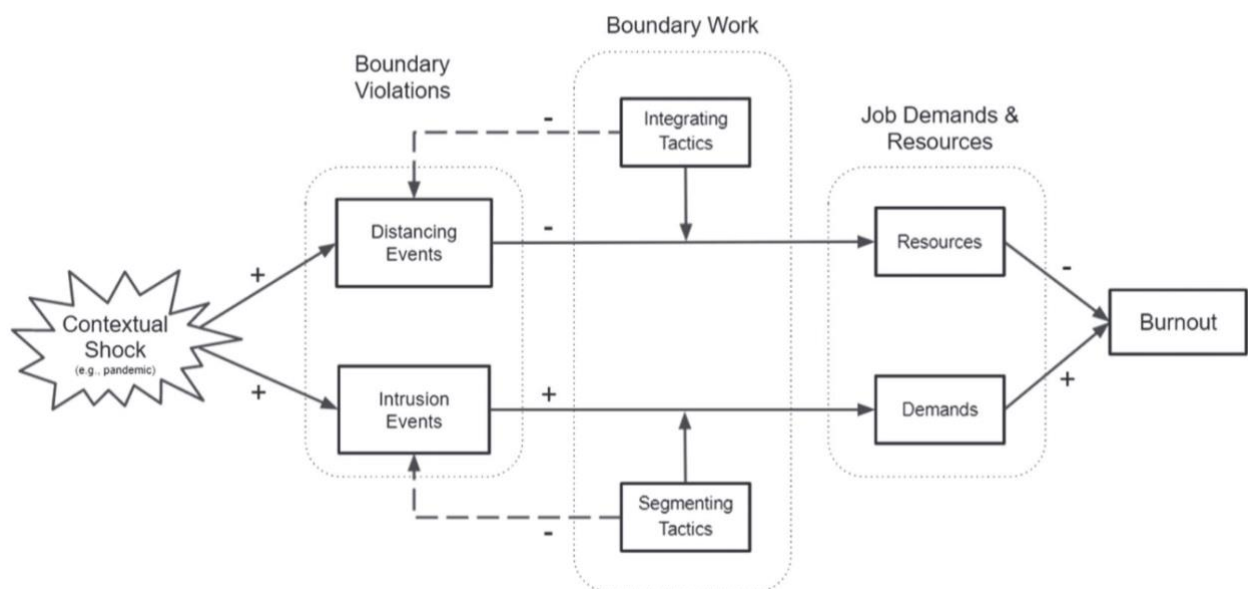 Boundary Work
Boundary
Violations
-
Integrating
Tactics
Job Demands &
Resources
Distancing
Events
-
Resources
-
+
Contextual
Shock
(e.g., pandemic)
Burnout
+
Intrusion
Events
+
Demands
+
Segmenting
Tactics
-